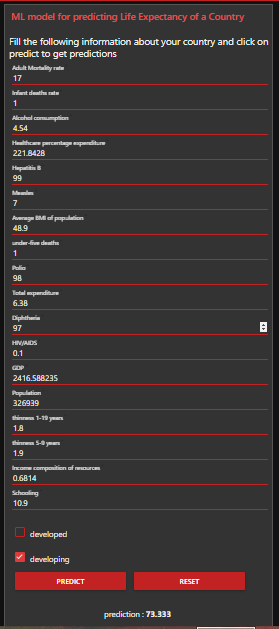 ML model for predicting Life Expectancy of a Country
Fill the following information about your country and click on
predict to get predictions
Adult Mortality rate
17
Infant deaths rate
1
Alcohol consumption
4.54
Healthcare percentage expenditure
221.8428
Hepatitis B
99
Measles
7
Average BMI of population
48.9
under-five deaths
1
Polio
98
Total expenditure
6.38
Diphtheria
97
HIV/AIDS
0.1
GDP
2416.588235
Population
326939
thinness 1-19 years
1.8
thinness 5-9 years
1.9
Income composition of resources
0.6814
Schooling
10.9
developed
developing
PREDICT RESET
prediction : 73.333